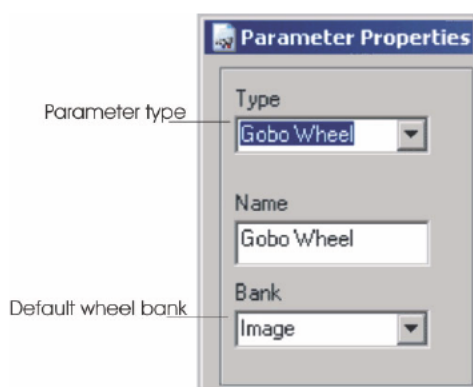 Parameter Properties
Parameter type
Type
Gobo Wheel
Name
Gobo Wheel
Default wheel bank
Bank
Image